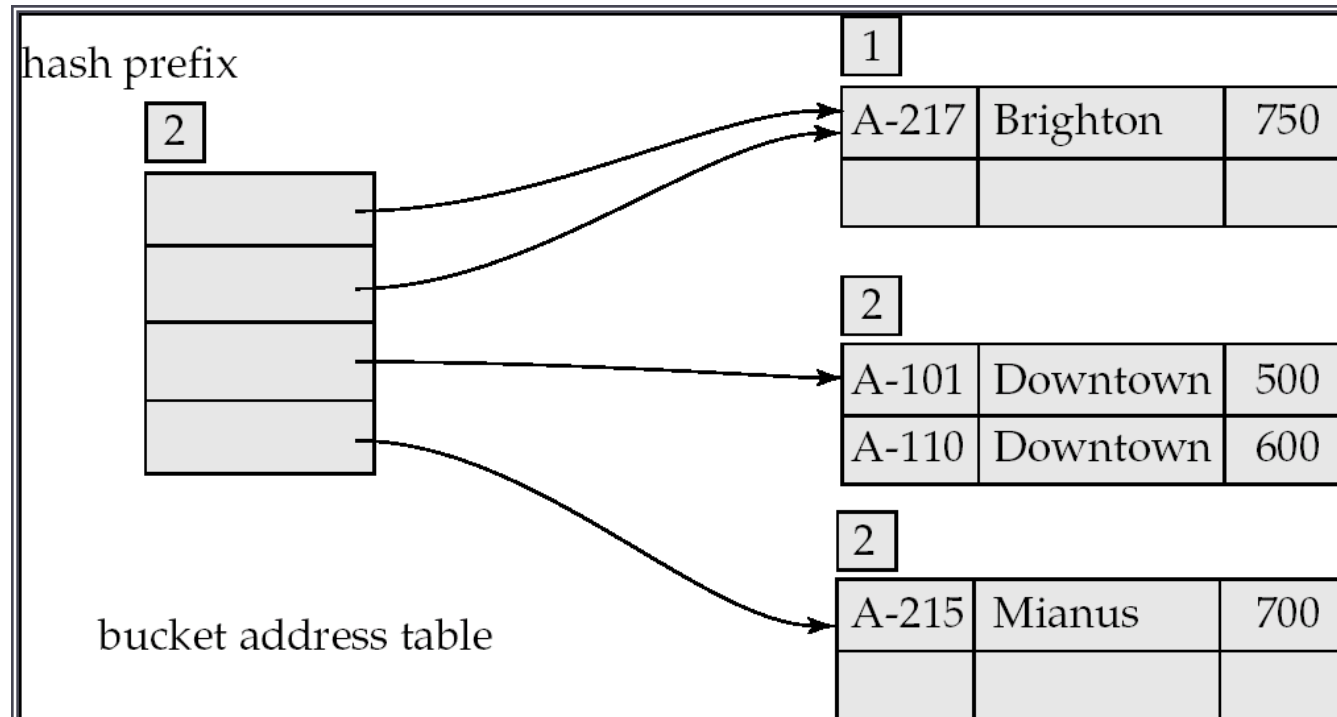 hash prefix
2
bucket address table
1
A-217 Brighton 750
2
A-101 Downtown 500
A-110 Downtown 600
2
A-215 Mianus 700